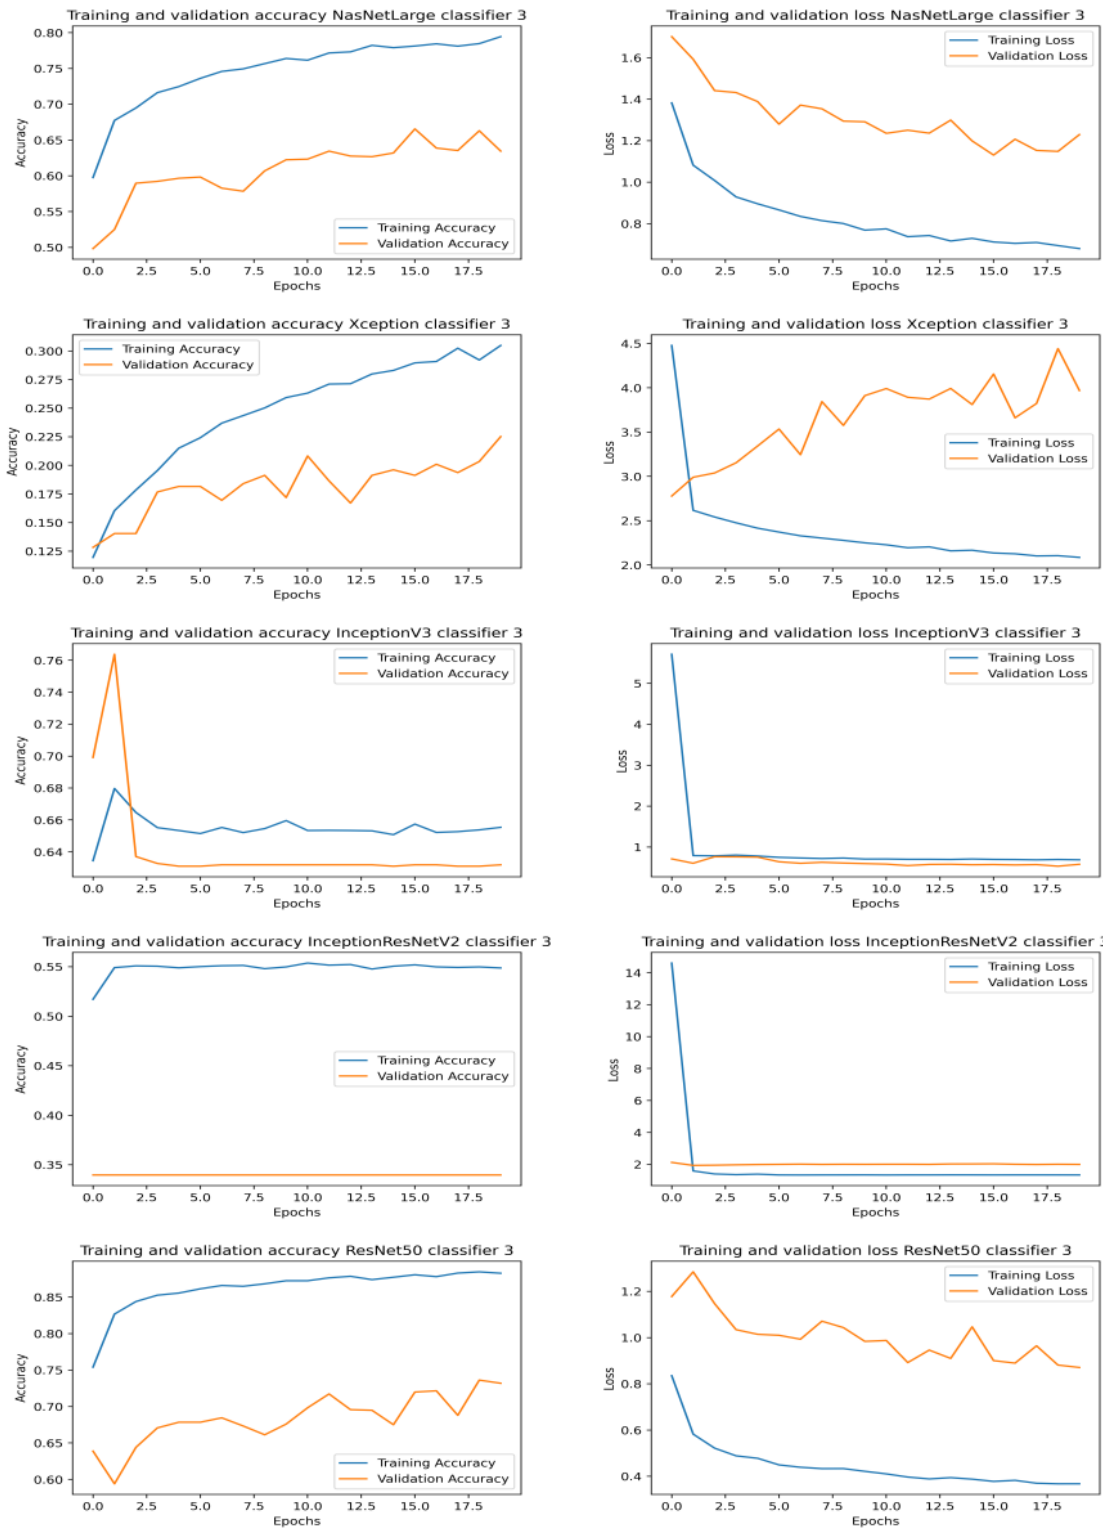 Training and validation accuracy NasNetLarge classifier 3
0.80
0.75
0.70
0.65
0.60
0.55
0.50
Accuracy
Training Accuracy
Validation Accuracy
0.0 2.5 5.0 7.5 10.0 12.5 15.0 17.5
Epochs
Training and validation loss NasNetLarge classifier 3
1.6
1.4
1.2
1.0
0.8
Loss
Training Loss
Validation Loss
0.0 2.5 5.0 7.5 10.0 12.5 15.0 17.5
Epochs
Training and validation accuracy Xception classifier 3
0.300
0.275
0.250
0.225
0.200
0.175
0.150
0.125
Accuracy
Training Accuracy
Validation Accuracy
0.0 2.5 5.0 7.5 10.0 12.5 15.0 17.5
Epochs
Training and validation loss Xception classifier 3
4.5
4.0
3.5
3.0
2.5
2.0
Loss
Training Loss
Validation Loss
0.0 2.5 5.0 7.5 10.0 12.5 15.0 17.5
Epochs
Training and validation accuracy InceptionV3 classifier 3
0.76
0.74
0.72
0.70
0.68
0.66
0.64
Accuracy
Training Accuracy
Validation Accuracy
0.0 2.5 5.0 7.5 10.0 12.5 15.0 17.5
Epochs
Training and validation loss InceptionV3 classifier 3
5
4
3
2
1
Loss
Training Loss
Validation Loss
0.0 2.5 5.0 7.5 10.0 12.5 15.0 17.5
Epochs
Training and validation accuracy InceptionResNetV2 classifier 3
0.55
0.50
0.45
0.40
0.35
Accuracy
Training Accuracy
Validation Accuracy
0.0 2.5 5.0 7.5 10.0 12.5 15.0 17.5
Epochs
Training and validation loss InceptionResNetV2 classifier 3
14
12
10
8
6
4
2
Loss
Training Loss
Validation Loss
0.0 2.5 5.0 7.5 10.0 12.5 15.0 17.5
Epochs
Training and validation accuracy ResNet50 classifier 3
0.85
0.80
0.75
0.70
0.65
0.60
Accuracy
Training Accuracy
Validation Accuracy
0.0 2.5 5.0 7.5 10.0 12.5 15.0 17.5
Epochs
Training and validation loss ResNet50 classifier 3
1.2
1.0
0.8
0.6
0.4
Loss
Training Loss
Validation Loss
0.0 2.5 5.0 7.5 10.0 12.5 15.0 17.5
Epochs